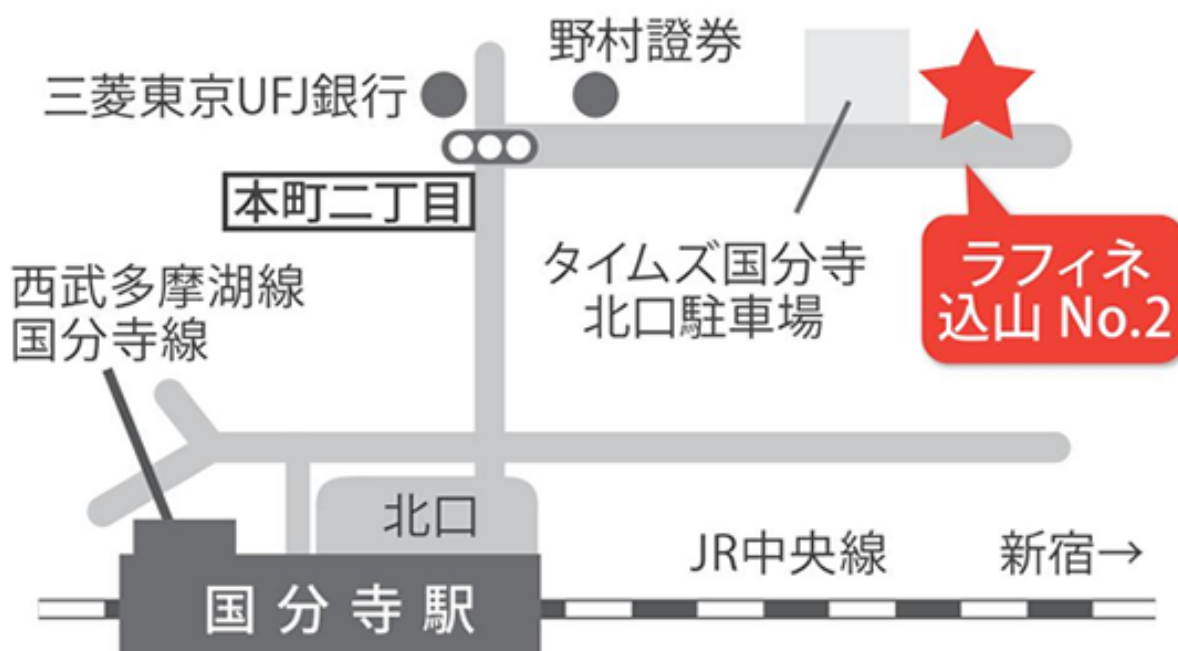 野村證券
三菱東京UFJ銀行
本町二丁目
タイムズ国分寺
北口駐車場
ラフィネ
込山 No.2
西武多摩湖線
国分寺線
北口
JR中央線
新宿→
国分寺駅